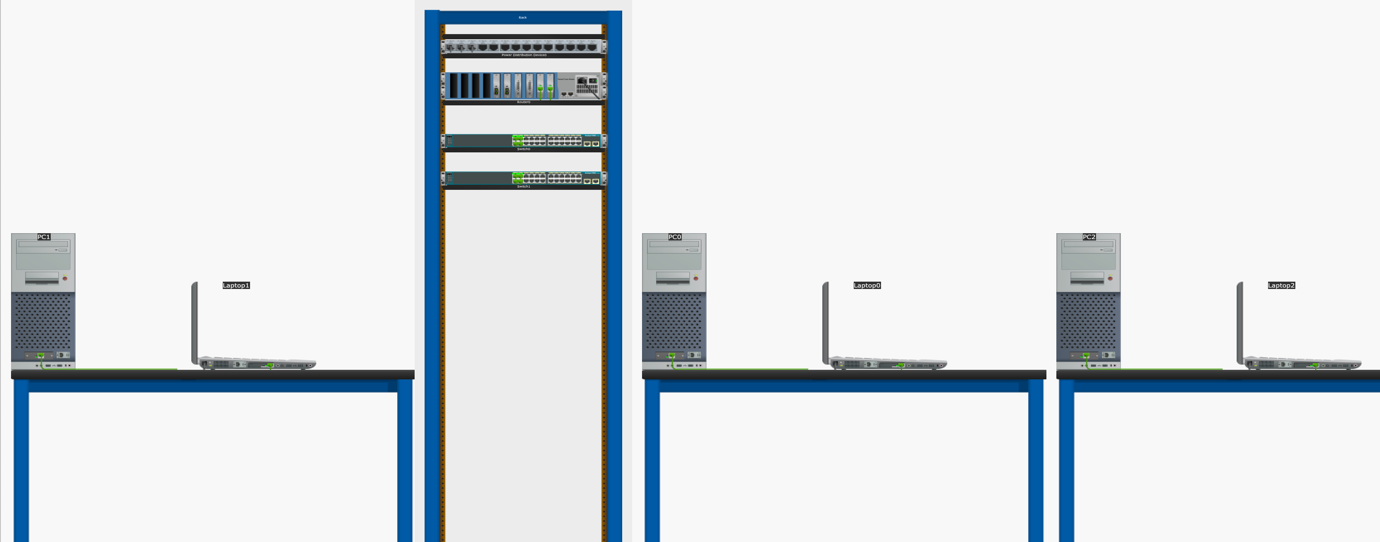 Rack
Power Distribution Device0
Router0
Switch0
Switch1
PC1
Laptop1
PC0
Laptop0
PC2
Laptop2